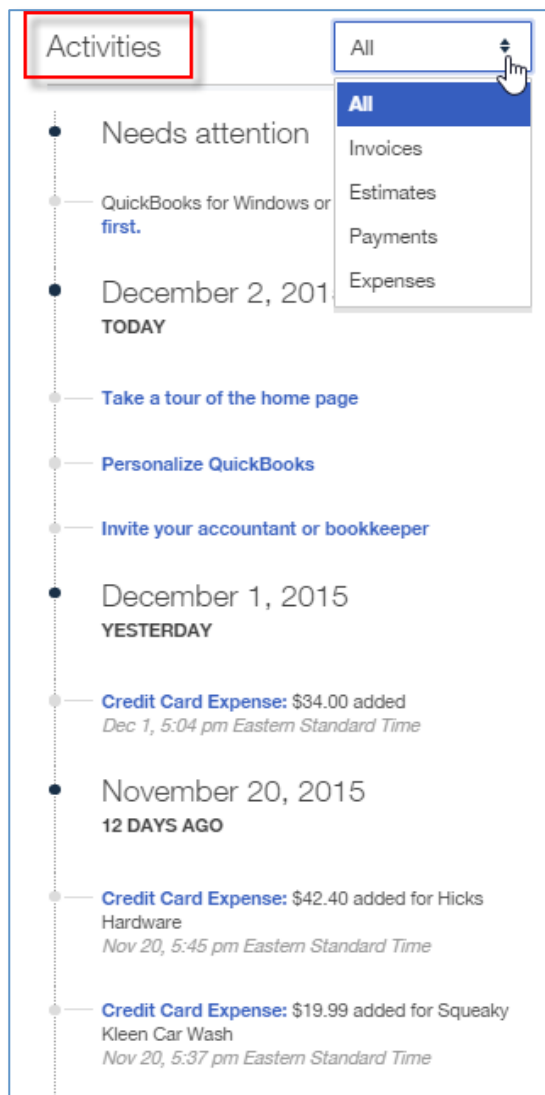 Activities
All
All
Invoices
Estimates
Payments
Expenses
Needs attention
QuickBooks for Windows or
first.
December 2, 201
TODAY
Take a tour of the home page
Personalize QuickBooks
Invite your accountant or bookkeeper
December 1, 2015
YESTERDAY
Credit Card Expense: $34.00 added
Dec 1, 5:04 pm Eastern Standard Time
November 20, 2015
12 DAYS AGO
Credit Card Expense: $42.40 added for Hicks
Hardware
Nov 20, 5:45 pm Eastern Standard Time
Credit Card Expense: $19.99 added for Squeaky
Kleen Car Wash
Nov 20, 5:37 pm Eastern Standard Time